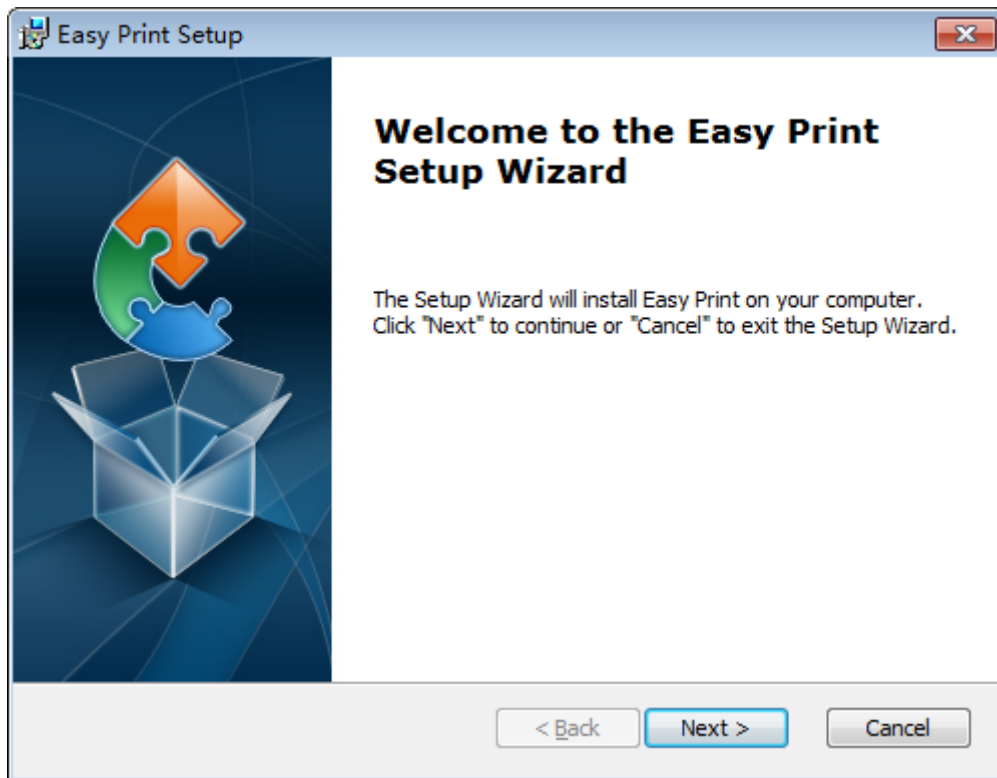 Easy Print Setup
Welcome to the Easy Print
Setup Wizard
The Setup Wizard will install Easy Print on your computer.
Click "Next" to continue or "Cancel" to exit the Setup Wizard.
< Back
Next >
Cancel